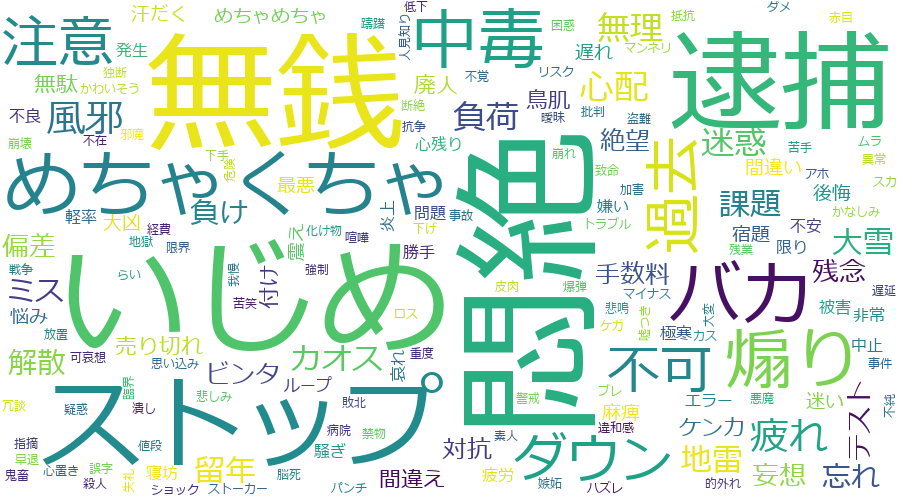 注意
発生
汗だく
めちゃめちゃ
躊躇
人見知り
低下
困惑
抵抗
ダメ
赤目
独断
かわいそう
無駄
無銭
中毒
遅れ
無理
マンネリ
逮捕
不良
風邪
邪魔
不在
崩壊
廃人
断絶
抗争
心残り
不覚
鳥肌
曖昧
リスク
批判
心配
盗難
負荷
絶望
迷惑
ムラ
苦手
異常
下手
危険
めちゃくちゃ
最悪
悶絶
崩れ
致命
加害
嫌い
トラブル
過去
間違い
アホ
スカ
後悔
かなしみ
課題
軽率
大凶
経費
負け
震え
化け物
炎上
問題
下げ
事故
喧嘩
勝手
宿題
限り
不安
残業
大雪
偏差
地獄
限界
戦争
らい
いじめ
我慢
強制
付け
苦笑
ロス
哀れ
重度
皮肉
爆弾
手数料
マイナス
悲鳴
ケガ
嘘つき
極寒
大変
カス
バカ
残念
被害
非常
遅延
ミス
悩み
放置
可哀想
思い込み
売り切れ
解散
カオス
ビンタ
ループ
臨界
悲しみ
敗北
禁物
不可
煽り
中止
事件
冗談
疑惑
潰し
ストップ
値段
病院
騒ぎ
対抗
素人
警戒
違和感
ブレ
麻痺
エラー
ケンカ
悪魔
迷い
テスト
不純
指摘
早退
鬼畜
心置き
誤字
殺人
失礼
寝坊
ショック
留年
ストーカー
脳死
パンチ
間違え
疲労
嫉妬
ハズレ
ダウン
地雷
的外れ
妄想
疲れ
忘れ